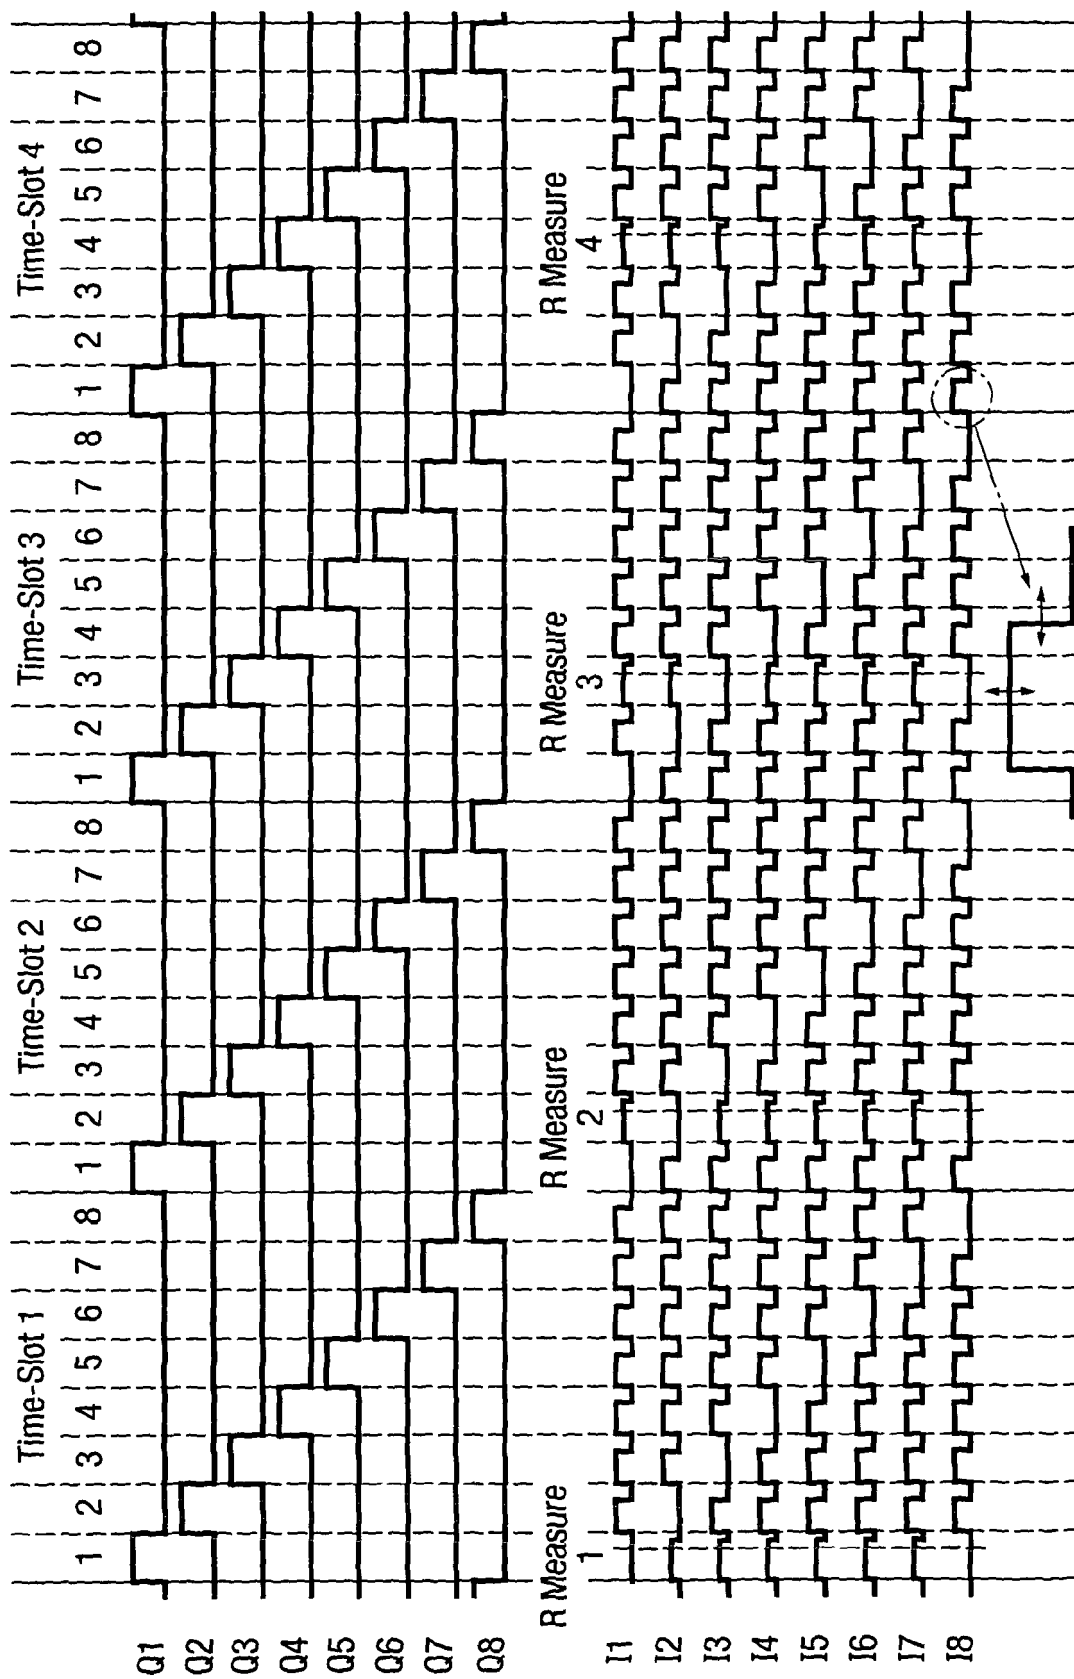 Time-Slot 1 Time-Slot 2 Time-Slot 3 Time-Slot 4
1 2 3 4 5 6 7 8 1 2 3 4 5 6 7 8 1 2 3 4 5 6 7 8 1 2 3 4 5 6 7 8
Q1
Q2
Q3
Q4
Q5
Q6
Q7
Q8
R Measure R Measure R Measure R Measure
1 2 3 4
I1
I2
I3
I4
I5
I6
I7
I8